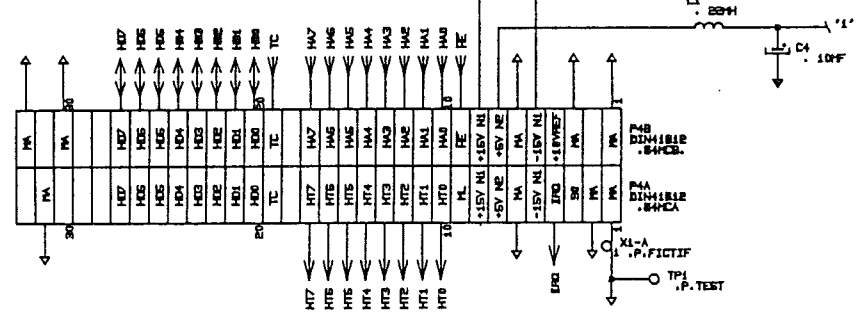 . 22MH
'1'
C4
. 10MF
HD7 HD6 HD5 HD4 HD3 HD2 HD1 HD0 TC HA7 HA6 HA5 HA4 HA3 HA2 HA1 HA0 RE
30 20 10 1
MA MA HD7 HD6 HD5 HD4 HD3 HD2 HD1 HD0 TC HA7 HA6 HA5 HA4 HA3 HA2 HA1 HA0 RE +15V N1 +5V N2 MA -15V N1 +10VREF MA MA
P4B
DIN41612
.64MCB.
MA HD7 HD6 HD5 HD4 HD3 HD2 HD1 HD0 TC HT7 HT6 HT5 HT4 HT3 HT2 HT1 HT0 ML +15V N1 +5V N2 MA -15V N1 IRQ MA MA
P4A
DIN41612
.64MCA
30 20 10 1
X1-A
1 .P.FICTIF
HT7 HT6 HT5 HT4 HT3 HT2 HT1 HT0 IRQ
TP1
.P.TEST